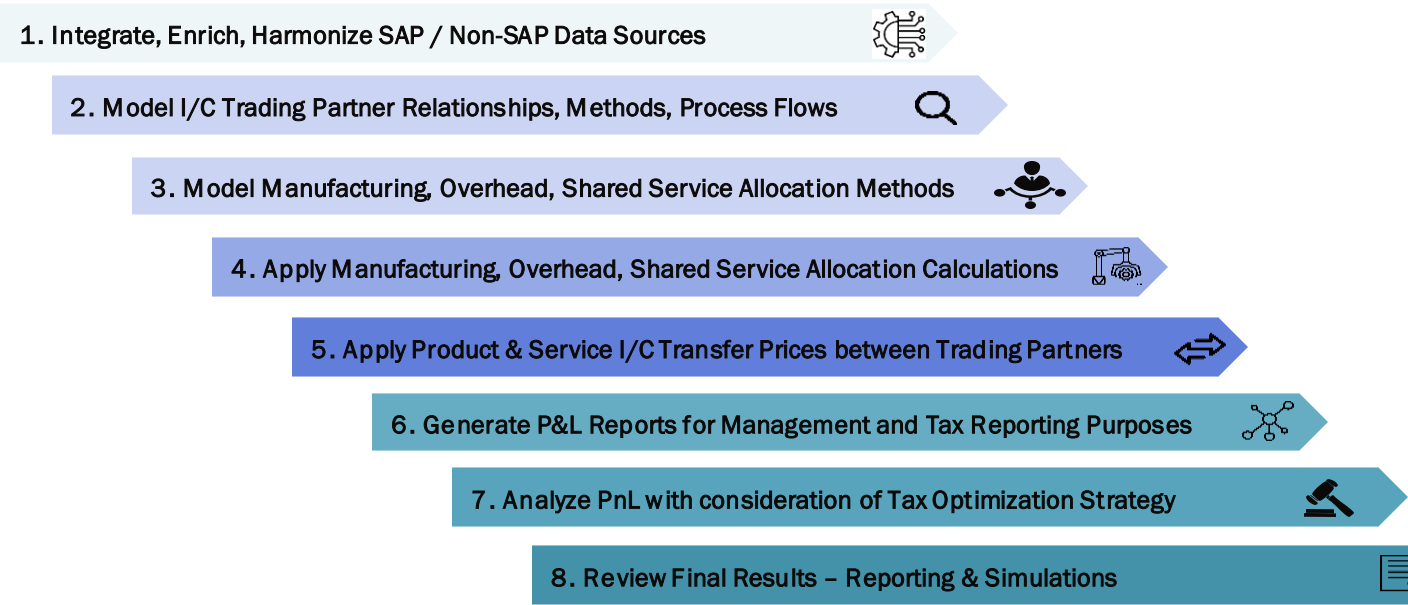 1. Integrate, Enrich, Harmonize SAP / Non-SAP Data Sources
2. Model I/C Trading Partner Relationships, Methods, Process Flows
3. Model Manufacturing, Overhead, Shared Service Allocation Methods
4. Apply Manufacturing, Overhead, Shared Service Allocation Calculations
5. Apply Product & Service I/C Transfer Prices between Trading Partners
6. Generate P&L Reports for Management and Tax Reporting Purposes
7. Analyze PnL with consideration of Tax Optimization Strategy
8. Review Final Results – Reporting & Simulations